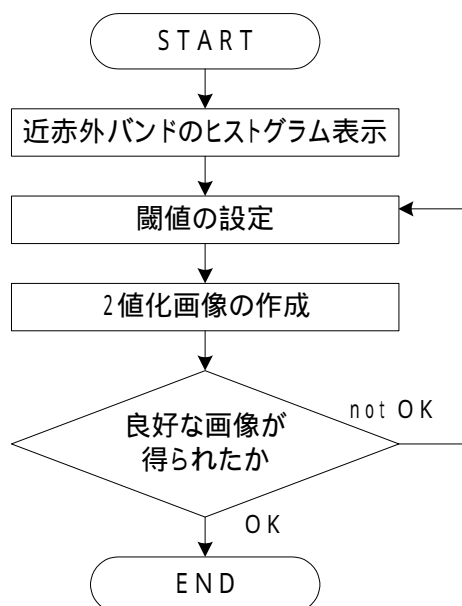 START
近赤外バンドのヒストグラム表示
閾値の設定
2値化画像の作成
良好な画像が
得られたか
not OK
OK
END